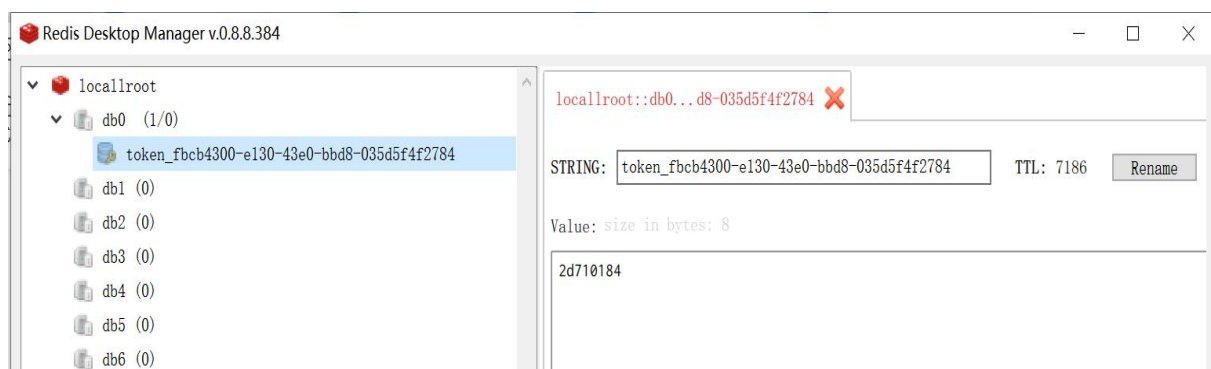 Redis Desktop Manager v.0.8.8.384
locallroot
db0 (1/0)
token_fbcb4300-e130-43e0-bbd8-035d5f4f2784
db1 (0)
db2 (0)
db3 (0)
db4 (0)
db5 (0)
db6 (0)
locallroot::db0...d8-035d5f4f2784
STRING: token_fbcb4300-e130-43e0-bbd8-035d5f4f2784 TTL: 7186 Rename
Value: size in bytes: 8
2d710184